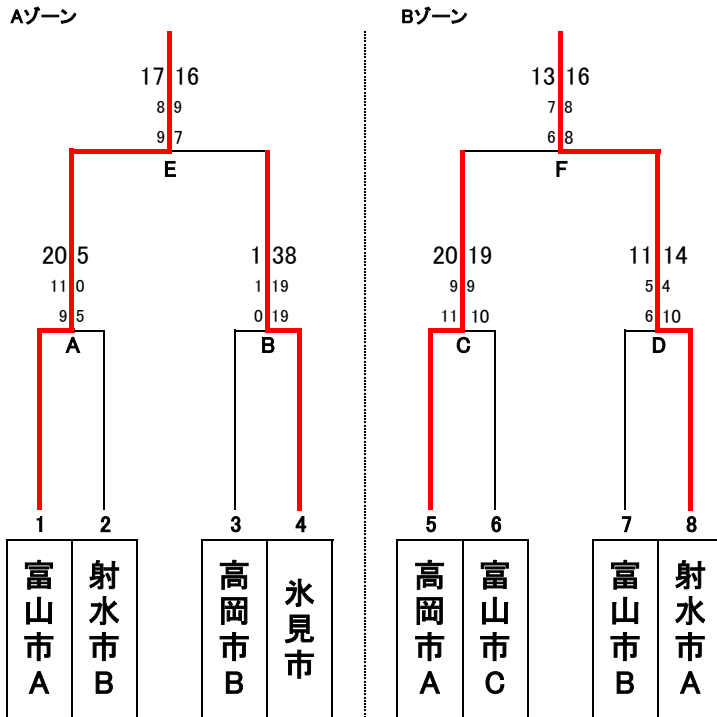 Aゾーン
Bゾーン
17 16
13 16
8 9
7 8
9 7
6 8
E
F
20 5
1 38
20 19
11 14
11 0
1 19
9 9
5 4
9 5
0 19
11 10
6 10
A
B
C
D
1 2 3 4 5 6 7 8
富山市A
射水市B
高岡市B
氷見市
高岡市A
富山市C
富山市B
射水市A